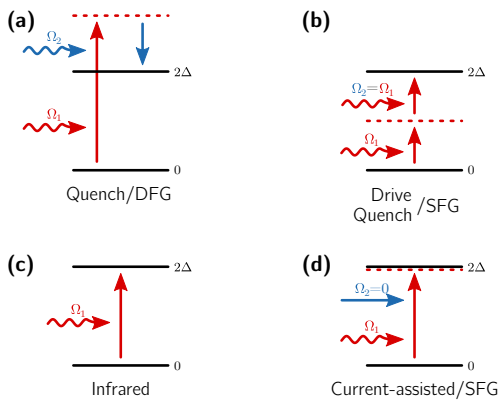 (a)
Ω₂
2Δ
Ω₁
0
Quench/DFG
(b)
2Δ
Ω₂=Ω₁
Ω₁
0
Drive
Quench /SFG
(c)
2Δ
Ω₁
0
Infrared
(d)
2Δ
Ω₂=0
Ω₁
0
Current-assisted/SFG